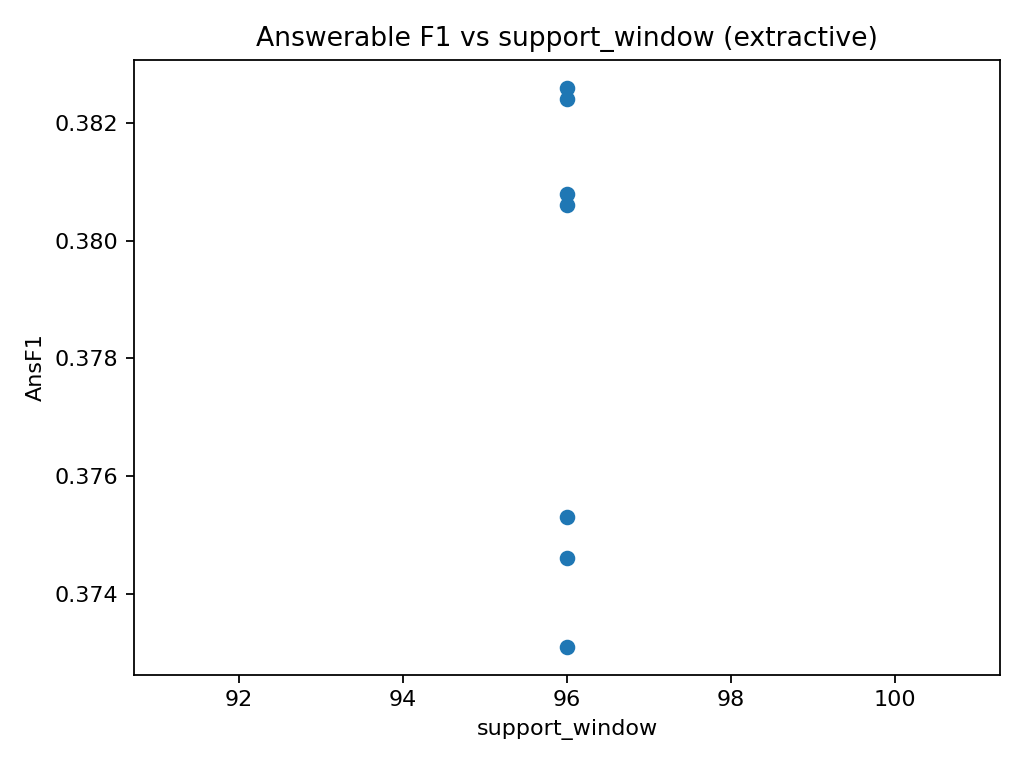 Answerable F1 vs support_window (extractive)
AnsF1
0.382
0.380
0.378
0.376
0.374
92 94 96 98 100
support_window